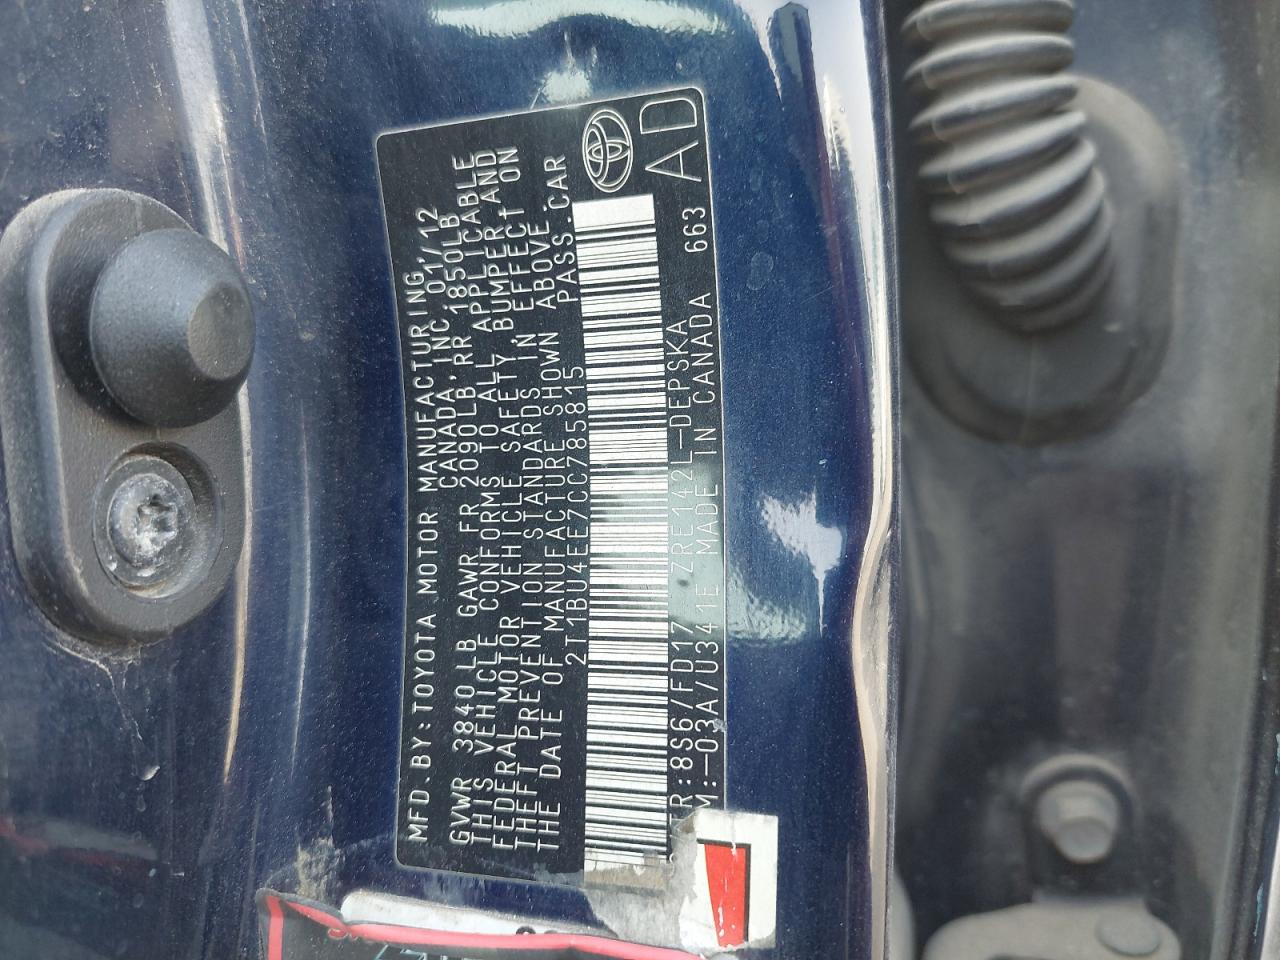 MFD.BY:TOYOTA MOTOR MANUFACTURING,
CANADA,INC. 01/12
GVWR 3840LB GAWR FR 2090LB,RR 1850LB
THIS VEHICLE CONFORMS TO ALL APPLICABLE
FEDERAL MOTOR VEHICLE SAFETY,BUMPER,AND
THEFT PREVENTION STANDARDS IN EFFECT ON
THE DATE OF MANUFACTURE SHOWN ABOVE.
2T1BU4EE7CC785815 PASS.CAR
R:8S6/FD17 ZRE142L-DEPSKA
M:-03A/U341E MADE IN CANADA 663
AD